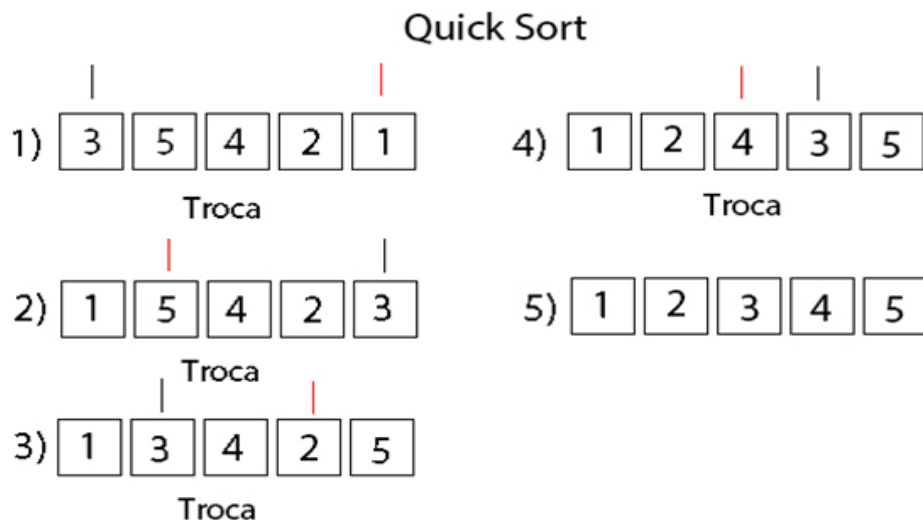 Quick Sort
1) 3 5 4 2 1
Troca
2) 1 5 4 2 3
Troca
3) 1 3 4 2 5
Troca
4) 1 2 4 3 5
Troca
5) 1 2 3 4 5